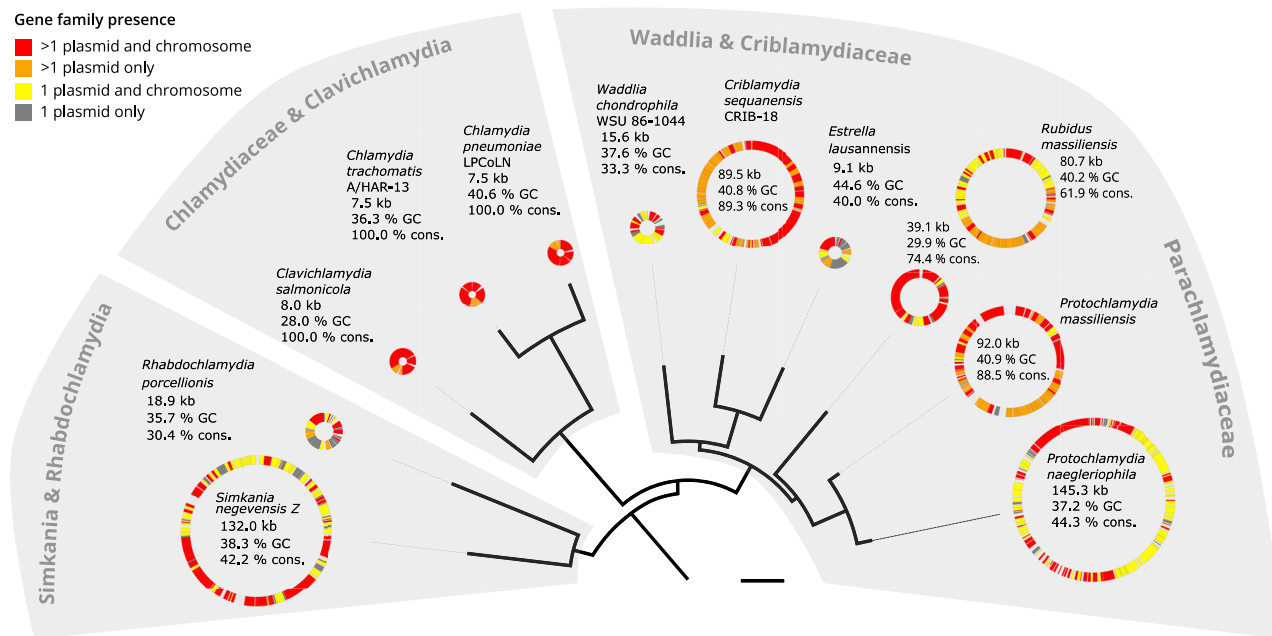 Gene family presence
>1 plasmid and chromosome
>1 plasmid only
1 plasmid and chromosome
1 plasmid only
Simkania & Rhabdochlamydia
Chlamydiaceae & Clavichlamydia
Waddlia & Criblamydiaceae
Parachlamydiaceae
Simkania
negevensis Z
132.0 kb
38.3 % GC
42.2 % cons.
Rhabdochlamydia
porcellionis
18.9 kb
35.7 % GC
30.4 % cons.
Clavichlamydia
salmonicola
8.0 kb
28.0 % GC
100.0 % cons.
Chlamydia
trachomatis
A/HAR-13
7.5 kb
36.3 % GC
100.0 % cons.
Chlamydia
pneumoniae
LPCoLN
7.5 kb
40.6 % GC
100.0 % cons.
Waddlia
chondrophila
WSU 86-1044
15.6 kb
37.6 % GC
33.3 % cons.
Criblamydia
sequanensis
CRIB-18
89.5 kb
40.8 % GC
89.3 % cons
Estrella
lausannensis
9.1 kb
44.6 % GC
40.0 % cons.
39.1 kb
29.9 % GC
74.4 % cons.
Rubidus
massiliensis
80.7 kb
40.2 % GC
61.9 % cons.
Protochlamydia
massiliensis
92.0 kb
40.9 % GC
88.5 % cons.
Protochlamydia
naegleriophila
145.3 kb
37.2 % GC
44.3 % cons.